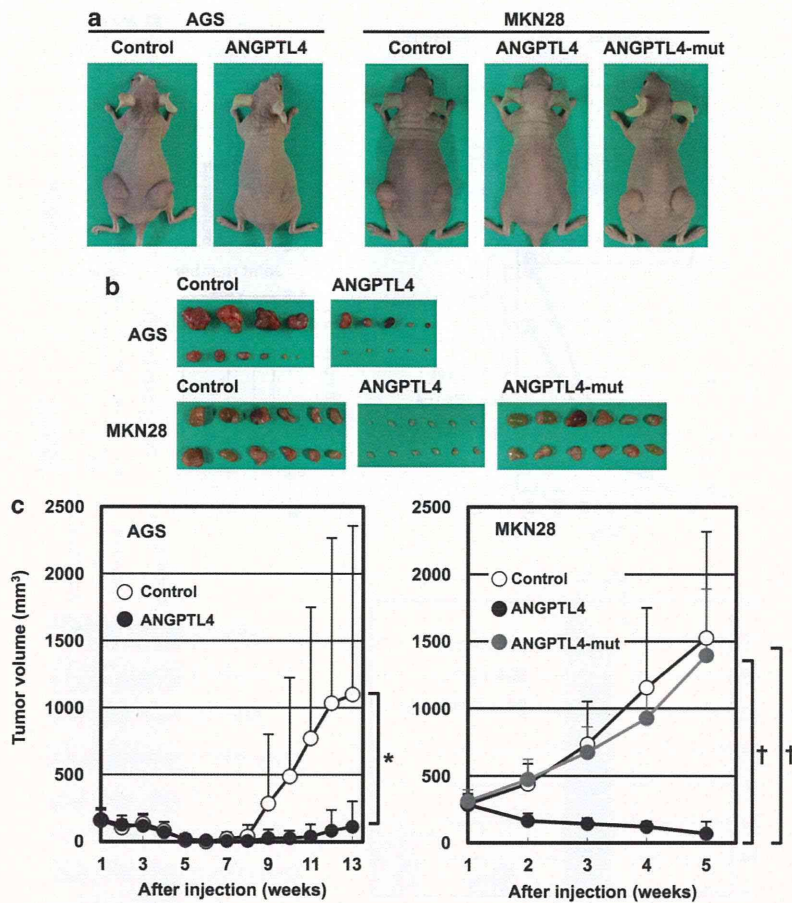 a
AGS
MKN28
Control
ANGPTL4
Control
ANGPTL4
ANGPTL4-mut
b
Control
ANGPTL4
AGS
Control
ANGPTL4
ANGPTL4-mut
MKN28
c
Tumor volume (mm³)
2500
2000
1500
1000
500
0
AGS
Control
ANGPTL4
*
1 3 5 7 9 11 13
After injection (weeks)
2500
2000
1500
1000
500
0
MKN28
Control
ANGPTL4
ANGPTL4-mut
† †
1 2 3 4 5
After injection (weeks)